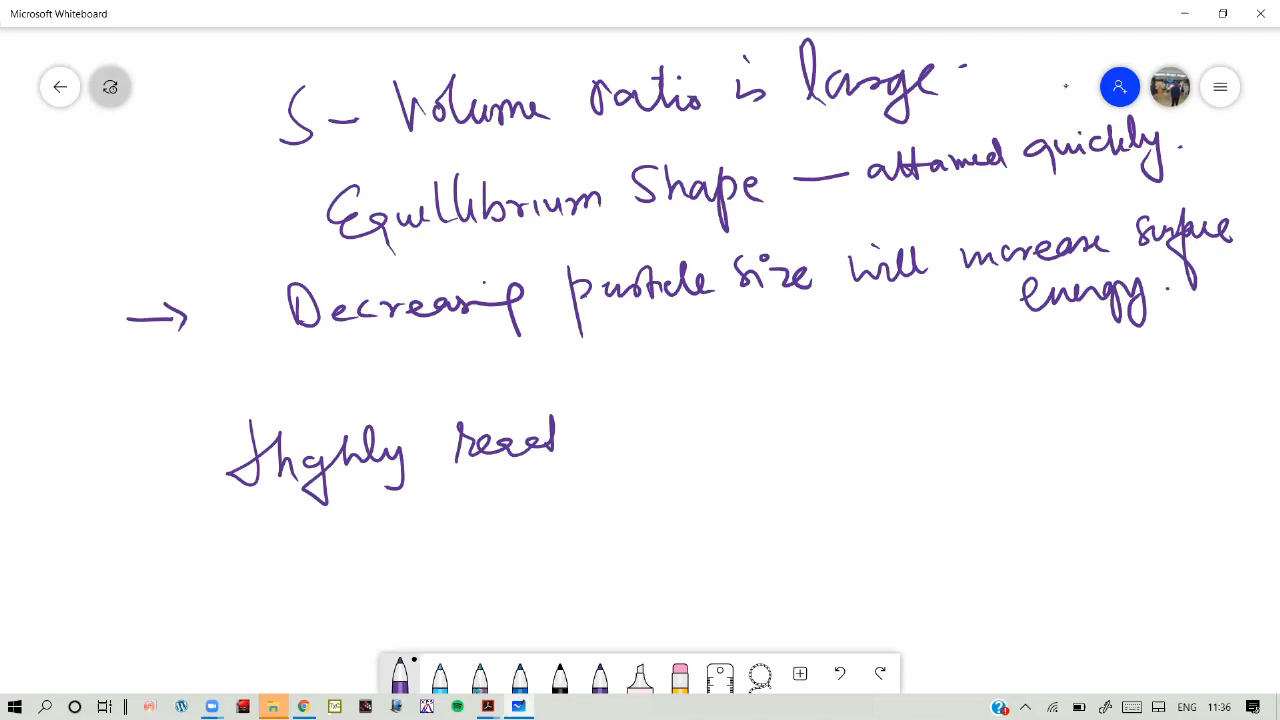 Microsoft Whiteboard
S - Volume ratio is large.
Equillibrium Shape — attained quickly.
→ Decreasing particle size will increase surface
energy.
Highly react
ENG 11:36